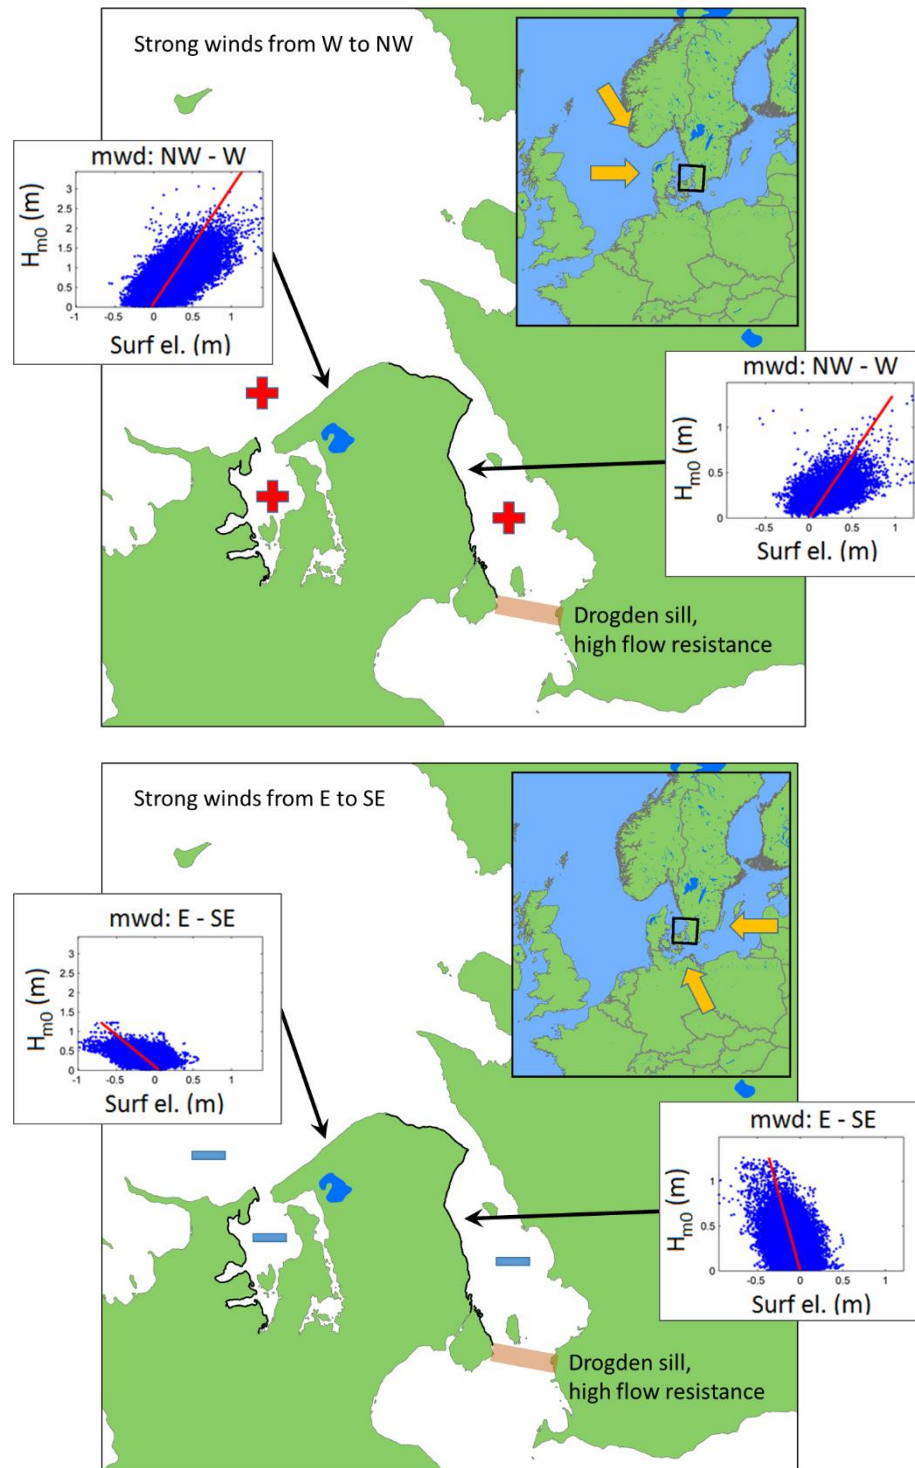 Strong winds from W to NW
mwd: NW - W
H_m0 (m)
3
2.5
2
1.5
1
0.5
0
-1 -0.5 0 0.5 1
Surf el. (m)
mwd: NW - W
H_m0 (m)
1
0.5
0
-0.5 0 0.5 1
Surf el. (m)
Drogden sill,
high flow resistance
Strong winds from E to SE
mwd: E - SE
H_m0 (m)
3
2.5
2
1.5
1
0.5
0
-1 -0.5 0 0.5 1
Surf el. (m)
mwd: E - SE
H_m0 (m)
1
0.5
0
-0.5 0 0.5 1
Surf el. (m)
Drogden sill,
high flow resistance